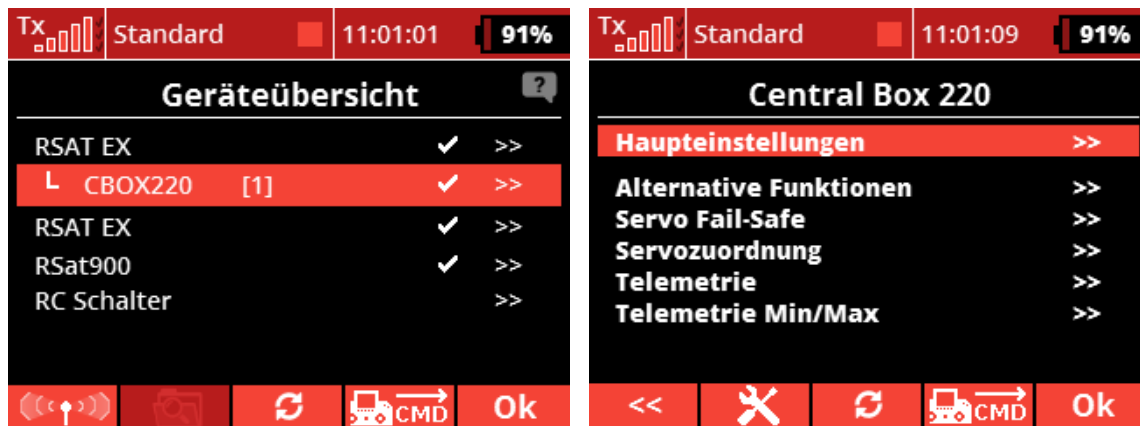 Tx Standard 11:01:01 91%
Geräteübersicht ?
RSAT EX >>
CBOX220 [1] >>
RSAT EX >>
RSat900 >>
RC Schalter >>
CMD Ok
Tx Standard 11:01:09 91%
Central Box 220
Haupteinstellungen >>
Alternative Funktionen >>
Servo Fail-Safe >>
Servozuordnung >>
Telemetrie >>
Telemetrie Min/Max >>
<< CMD Ok